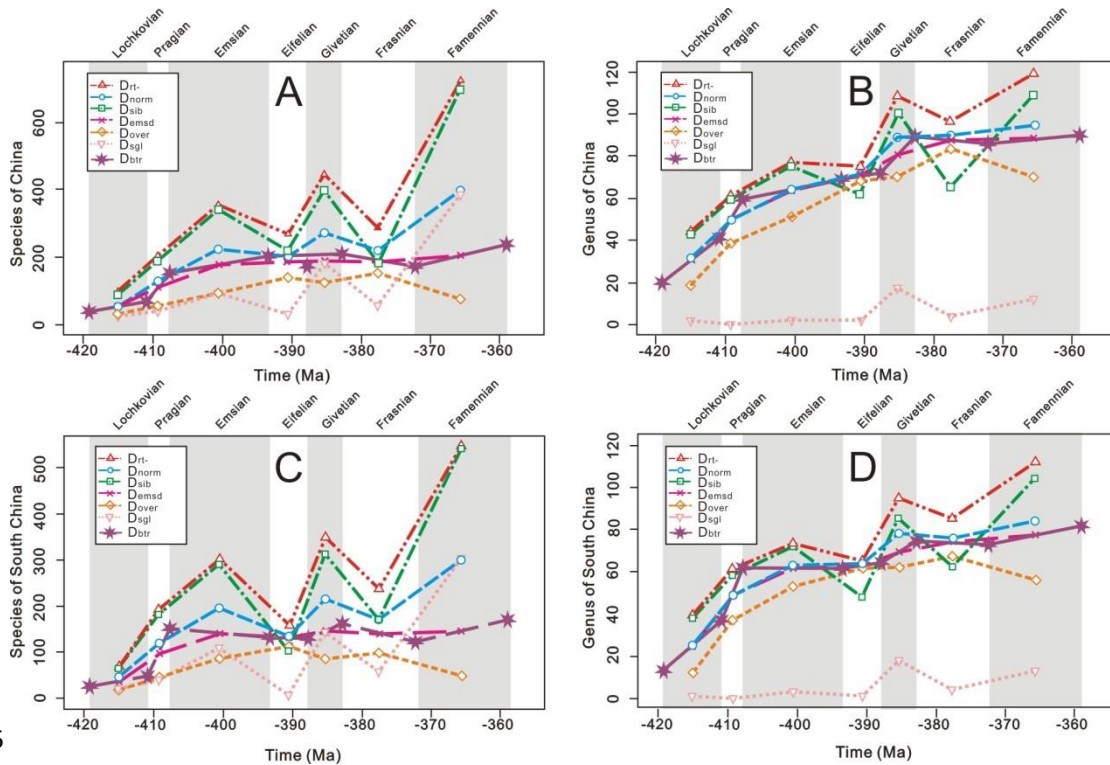 Lochkovian Pragian Emsian Eifelian Givetian Frasnian Famennian
A
Drt-
Dnorm
Dsib
Demsd
Dover
Dsgl
Dbtr
Species of China
0 200 400 600
-420 -410 -400 -390 -380 -370 -360
Time (Ma)
Lochkovian Pragian Emsian Eifelian Givetian Frasnian Famennian
B
Drt-
Dnorm
Dsib
Demsd
Dover
Dsgl
Dbtr
Genus of China
0 20 40 60 80 100 120
-420 -410 -400 -390 -380 -370 -360
Time (Ma)
Lochkovian Pragian Emsian Eifelian Givetian Frasnian Famennian
C
Drt-
Dnorm
Dsib
Demsd
Dover
Dsgl
Dbtr
Species of South China
0 100 200 300 400 500
-420 -410 -400 -390 -380 -370 -360
Time (Ma)
Lochkovian Pragian Emsian Eifelian Givetian Frasnian Famennian
D
Drt-
Dnorm
Dsib
Demsd
Dover
Dsgl
Dbtr
Genus of South China
0 20 40 60 80 100 120
-420 -410 -400 -390 -380 -370 -360
Time (Ma)